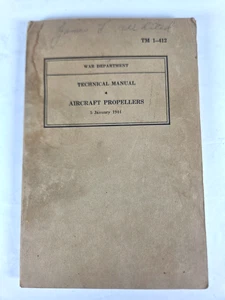 TM 1-412
WAR DEPARTMENT
TECHNICAL MANUAL
AIRCRAFT PROPELLERS
5 January 1941